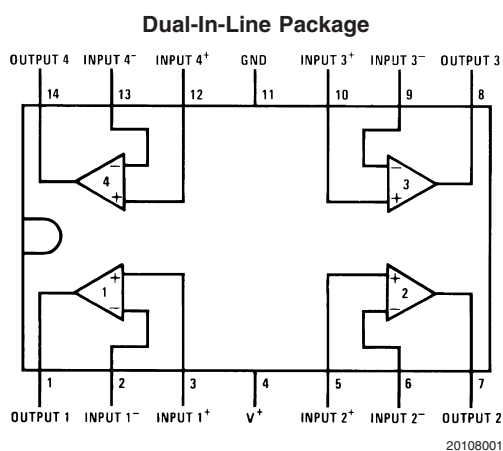 Dual-In-Line Package
OUTPUT 4 INPUT 4⁻ INPUT 4⁺ GND INPUT 3⁺ INPUT 3⁻ OUTPUT 3
14 13 12 11 10 9 8
− −
4 3
+ +
+ +
1 2
− −
1 2 3 4 5 6 7
OUTPUT 1 INPUT 1⁻ INPUT 1⁺ V⁺ INPUT 2⁺ INPUT 2⁻ OUTPUT 2
20108001